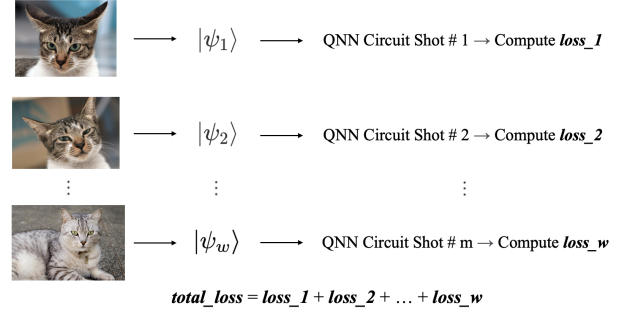 |ψ₁⟩ QNN Circuit Shot # 1 → Compute loss_1
|ψ₂⟩ QNN Circuit Shot # 2 → Compute loss_2
⋮ ⋮ ⋮
|ψ_w⟩ QNN Circuit Shot # m → Compute loss_w
total_loss = loss_1 + loss_2 + … + loss_w